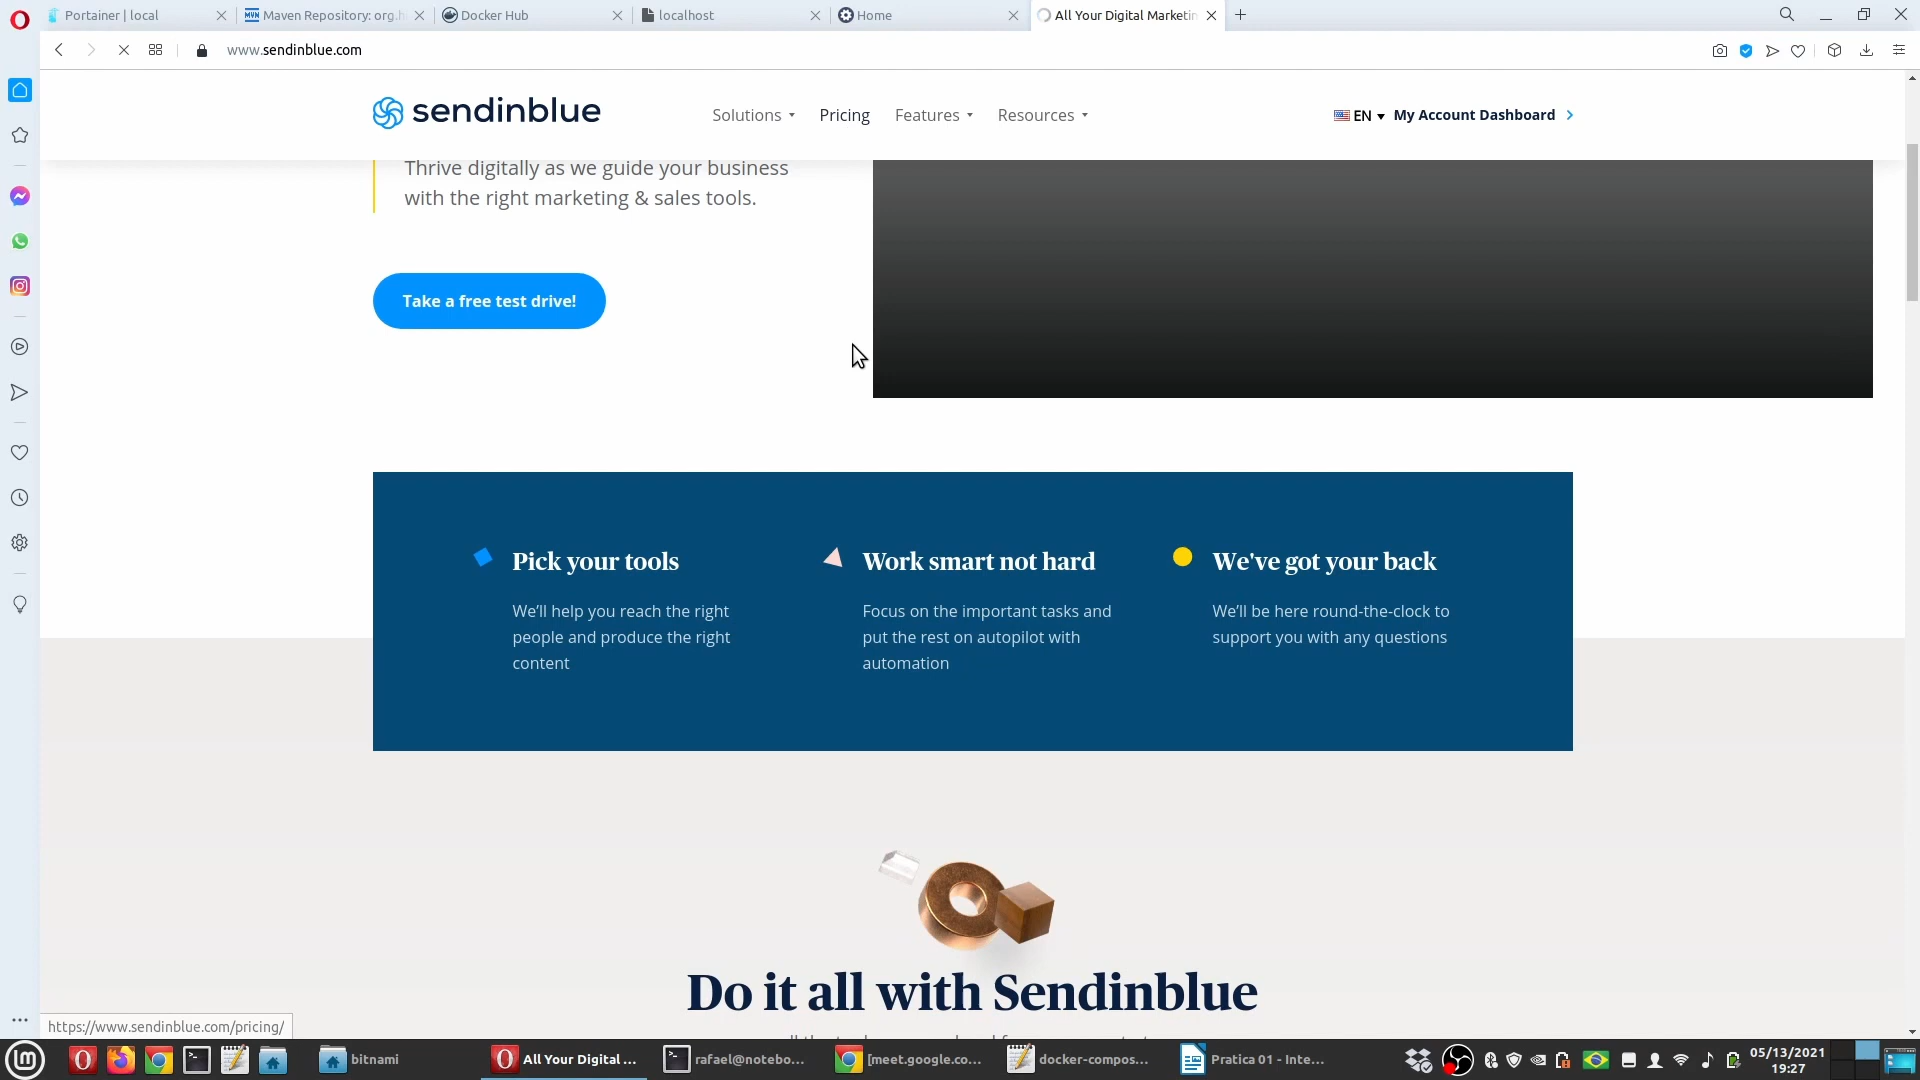 Portainer | local
Maven Repository: org.h
Docker Hub
localhost
Home
All Your Digital Marketin
www.sendinblue.com
sendinblue
Solutions
Pricing
Features
Resources
EN
My Account Dashboard
Thrive digitally as we guide your business
with the right marketing & sales tools.
Take a free test drive!
Pick your tools
We'll help you reach the right
people and produce the right
content
Work smart not hard
Focus on the important tasks and
put the rest on autopilot with
automation
We've got your back
We'll be here round-the-clock to
support you with any questions
Do it all with Sendinblue
https://www.sendinblue.com/pricing/
bitnami
All Your Digital ...
rafael@notebo...
[meet.google.co...
docker-compos...
Pratica 01 - Inte...
05/13/2021
19:27